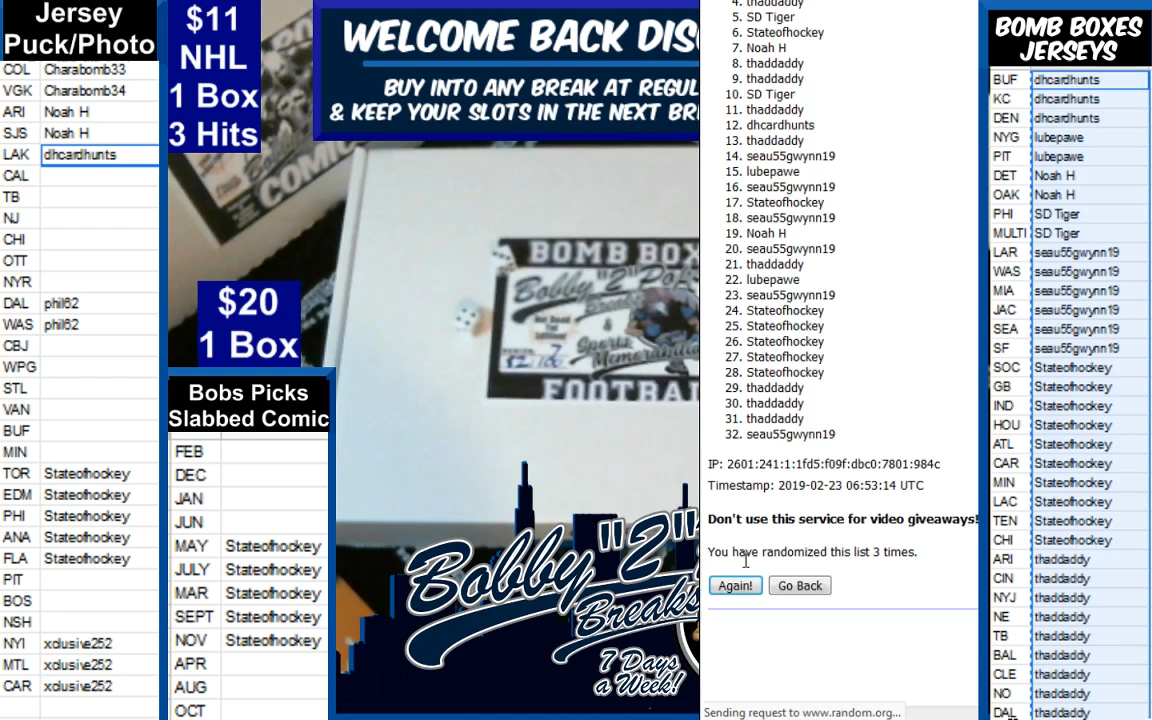 Jersey
Puck/Photo
COL Charabomb33
VGK Charabomb34
ARI Noah H
SJS Noah H
LAK dhcardhunts
CAL
TB
NJ
CHI
OTT
NYR
DAL phil62
WAS phil62
CBJ
WPG
STL
VAN
BUF
MIN
TOR Stateofhockey
EDM Stateofhockey
PHI Stateofhockey
ANA Stateofhockey
FLA Stateofhockey
PIT
BOS
NSH
NYI xclusive252
MTL xclusive252
CAR xclusive252
$11
NHL
1 Box
3 Hits
$20
1 Box
Bobs Picks
Slabbed Comic
FEB
DEC
JAN
JUN
MAY Stateofhockey
JULY Stateofhockey
MAR Stateofhockey
SEPT Stateofhockey
NOV Stateofhockey
APR
AUG
OCT
WELCOME BACK DIS
BUY INTO ANY BREAK AT REGUL
& KEEP YOUR SLOTS IN THE NEXT BR
BOMB BOX
Bobby "2"
Breaks
&
Sports
Memorabilia
FOOTBA
Bobby "2"
Breaks
7 Days
a Week!
4. thaddaddy
5. SD Tiger
6. Stateofhockey
7. Noah H
8. thaddaddy
9. thaddaddy
10. SD Tiger
11. thaddaddy
12. dhcardhunts
13. thaddaddy
14. seau55gwynn19
15. lubepawe
16. seau55gwynn19
17. Stateofhockey
18. seau55gwynn19
19. Noah H
20. seau55gwynn19
21. thaddaddy
22. lubepawe
23. seau55gwynn19
24. Stateofhockey
25. Stateofhockey
26. Stateofhockey
27. Stateofhockey
28. Stateofhockey
29. thaddaddy
30. thaddaddy
31. thaddaddy
32. seau55gwynn19
IP: 2601:241:1:1fd5:f09f:dbc0:7801:984c
Timestamp: 2019-02-23 06:53:14 UTC
Don't use this service for video giveaways!
You have randomized this list 3 times.
Again! Go Back
Sending request to www.random.org...
BOMB BOXES
JERSEYS
BUF dhcardhunts
KC dhcardhunts
DEN dhcardhunts
NYG lubepawe
PIT lubepawe
DET Noah H
OAK Noah H
PHI SD Tiger
MULTI SD Tiger
LAR seau55gwynn19
WAS seau55gwynn19
MIA seau55gwynn19
JAC seau55gwynn19
SEA seau55gwynn19
SF seau55gwynn19
SOC Stateofhockey
GB Stateofhockey
IND Stateofhockey
HOU Stateofhockey
ATL Stateofhockey
CAR Stateofhockey
MIN Stateofhockey
LAC Stateofhockey
TEN Stateofhockey
CHI Stateofhockey
ARI thaddaddy
CIN thaddaddy
NYJ thaddaddy
NE thaddaddy
TB thaddaddy
BAL thaddaddy
CLE thaddaddy
NO thaddaddy
DAL thaddaddy